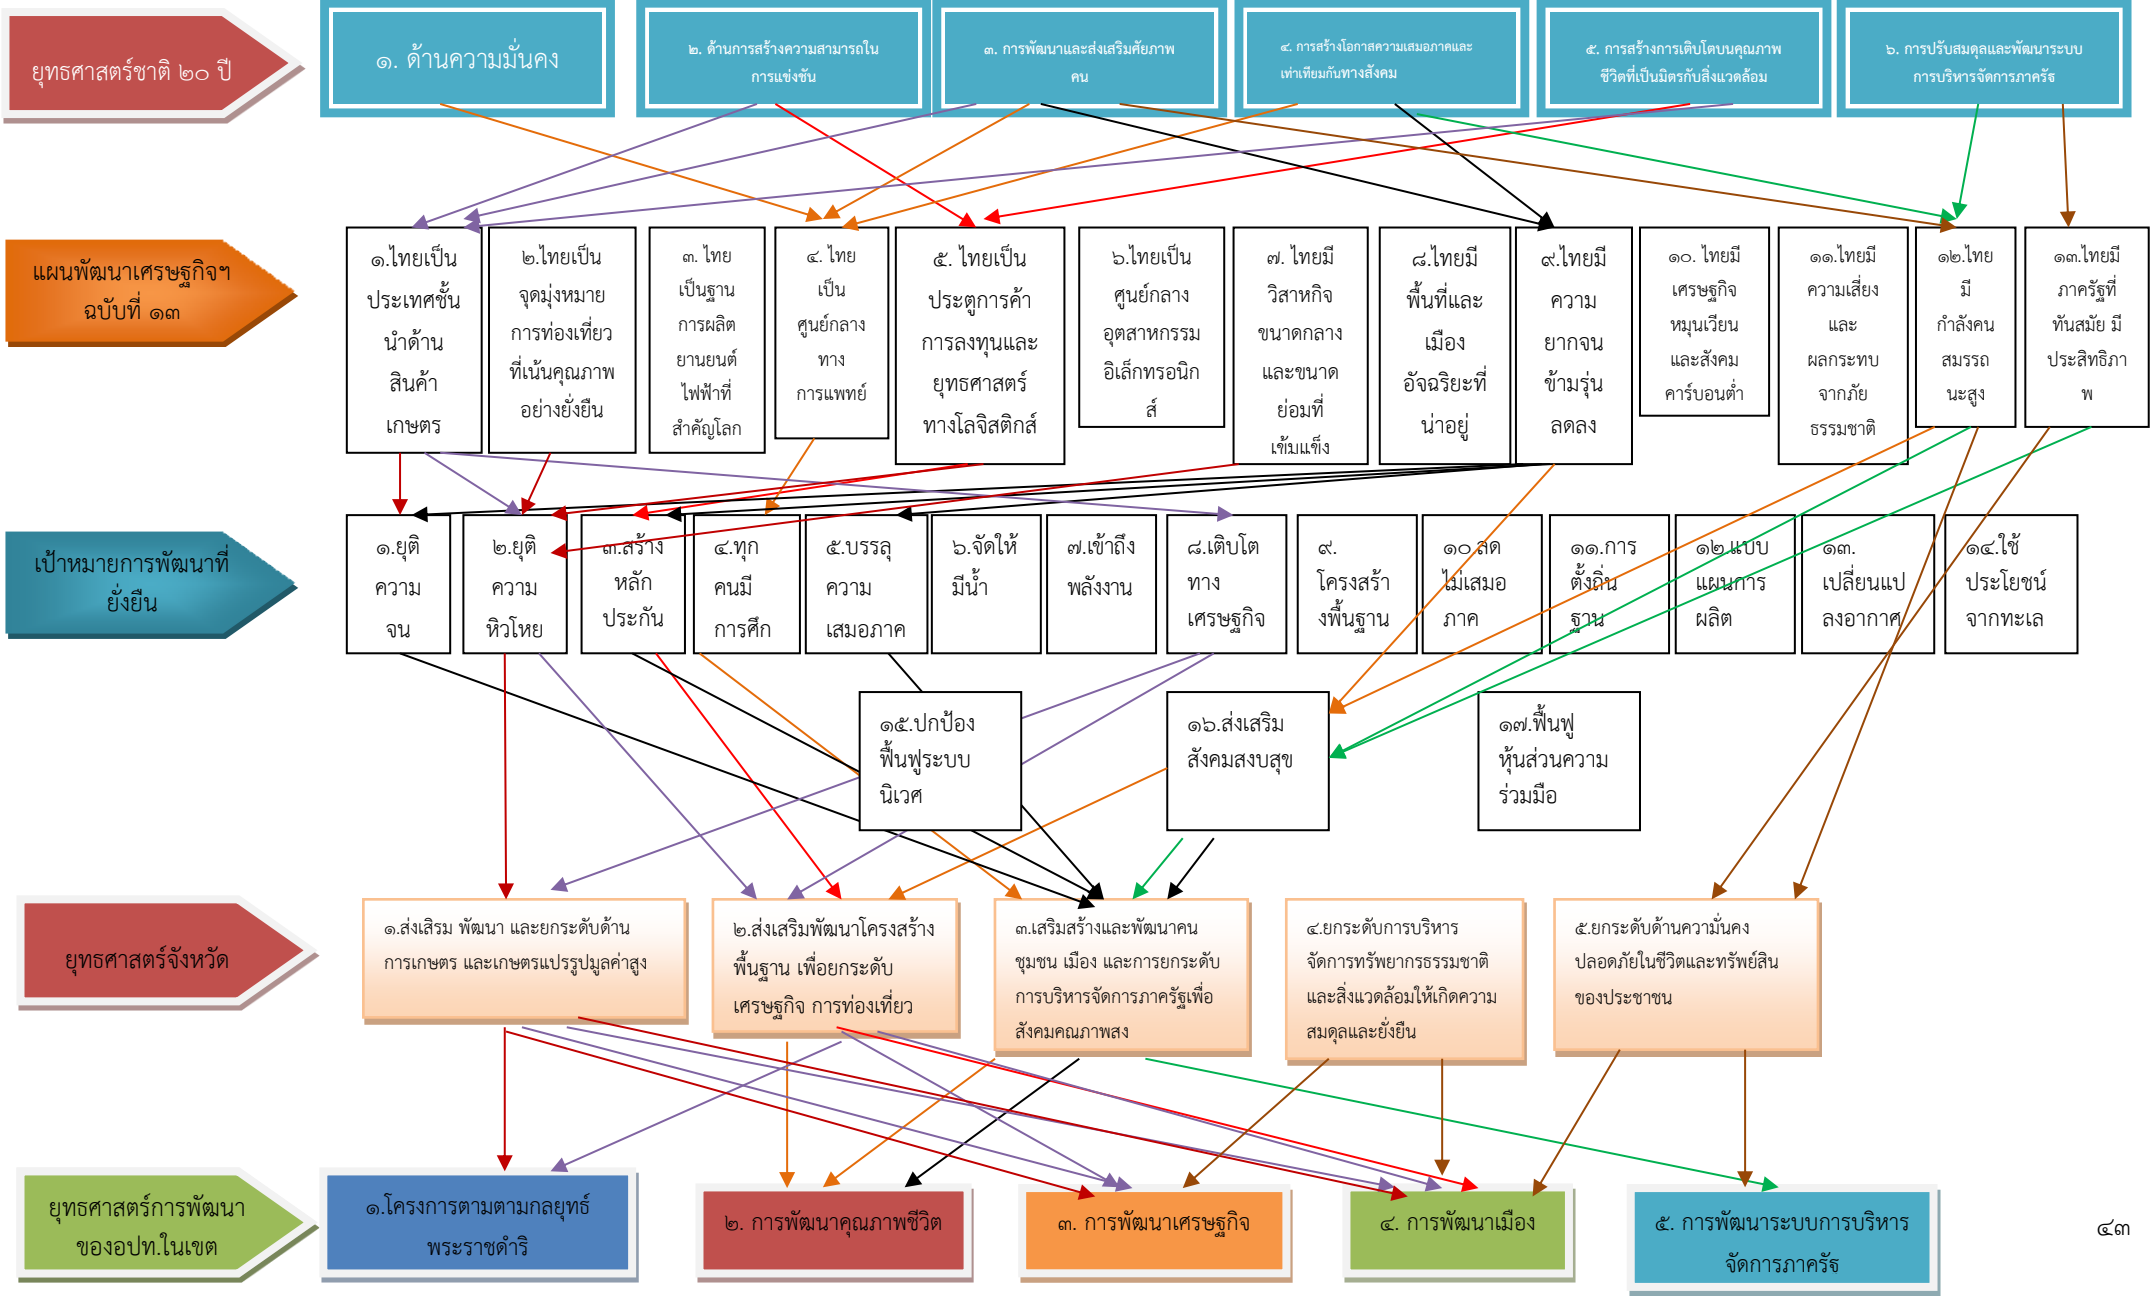 ยุทธศาสตร์ชาติ ๒๐ ปี
๑. ด้านความมั่นคง
๒. ด้านการสร้างความสามารถใน
การแข่งขัน
๓. การพัฒนาและส่งเสริมศัยภาพ
คน
๔. การสร้างโอกาสความเสมอภาคและ
เท่าเทียมกันทางสังคม
๕. การสร้างการเติบโตบนคุณภาพ
ชีวิตที่เป็นมิตรกับสิ่งแวดล้อม
๖. การปรับสมดุลและพัฒนาระบบ
การบริหารจัดการภาครัฐ
แผนพัฒนาเศรษฐกิจฯ
ฉบับที่ ๑๓
๑.ไทยเป็น
ประเทศชั้น
นำด้าน
สินค้า
เกษตร
๒.ไทยเป็น
จุดมุ่งหมาย
การท่องเที่ยว
ที่เน้นคุณภาพ
อย่างยั่งยืน
๓. ไทย
เป็นฐาน
การผลิต
ยานยนต์
ไฟฟ้าที่
สำคัญโลก
๔. ไทย
เป็น
ศูนย์กลาง
ทาง
การแพทย์
๕. ไทยเป็น
ประตูการค้า
การลงทุนและ
ยุทธศาสตร์
ทางโลจิสติกส์
๖.ไทยเป็น
ศูนย์กลาง
อุตสาหกรรม
อิเล็กทรอนิก
ส์
๗. ไทยมี
วิสาหกิจ
ขนาดกลาง
และขนาด
ย่อมที่
เข้มแข็ง
๘.ไทยมี
พื้นที่และ
เมือง
อัจฉริยะที่
น่าอยู่
๙.ไทยมี
ความ
ยากจน
ข้ามรุ่น
ลดลง
๑๐. ไทยมี
เศรษฐกิจ
หมุนเวียน
และสังคม
คาร์บอนต่ำ
๑๑.ไทยมี
ความเสี่ยง
และ
ผลกระทบ
จากภัย
ธรรมชาติ
๑๒.ไทย
มี
กำลังคน
สมรรถ
นะสูง
๑๓.ไทยมี
ภาครัฐที่
ทันสมัย มี
ประสิทธิภา
พ
เป้าหมายการพัฒนาที่
ยั่งยืน
๑.ยุติ
ความ
จน
๒.ยุติ
ความ
หิวโหย
๓.สร้าง
หลัก
ประกัน
๔.ทุก
คนมี
การศึก
๕.บรรลุ
ความ
เสมอภาค
๖.จัดให้
มีน้ำ
๗.เข้าถึง
พลังงาน
๘.เติบโต
ทาง
เศรษฐกิจ
๙.
โครงสร้า
งพื้นฐาน
๑๐.ลด
ไม่เสมอ
ภาค
๑๑.การ
ตั้งถิ่น
ฐาน
๑๒.แบบ
แผนการ
ผลิต
๑๓.
เปลี่ยนแป
ลงอากาศ
๑๔.ใช้
ประโยชน์
จากทะเล
๑๕.ปกป้อง
ฟื้นฟูระบบ
นิเวศ
๑๖.ส่งเสริม
สังคมสงบสุข
๑๗.ฟื้นฟู
หุ้นส่วนความ
ร่วมมือ
ยุทธศาสตร์จังหวัด
๑.ส่งเสริม พัฒนา และยกระดับด้าน
การเกษตร และเกษตรแปรรูปมูลค่าสูง
๒.ส่งเสริมพัฒนาโครงสร้าง
พื้นฐาน เพื่อยกระดับ
เศรษฐกิจ การท่องเที่ยว
๓.เสริมสร้างและพัฒนาคน
ชุมชน เมือง และการยกระดับ
การบริหารจัดการภาครัฐเพื่อ
สังคมคณภาพสง
๔.ยกระดับการบริหาร
จัดการทรัพยากรธรรมชาติ
และสิ่งแวดล้อมให้เกิดความ
สมดุลและยั่งยืน
๕.ยกระดับด้านความั่นคง
ปลอดภัยในชีวิตและทรัพย์สิน
ของประชาชน
ยุทธศาสตร์การพัฒนา
ของอปท.ในเขต
๑.โครงการตามตามกลยุทธ์
พระราชดำริ
๒. การพัฒนาคุณภาพชีวิต
๓. การพัฒนาเศรษฐกิจ
๔. การพัฒนาเมือง
๕. การพัฒนาระบบการบริหาร
จัดการภาครัฐ
๔๓